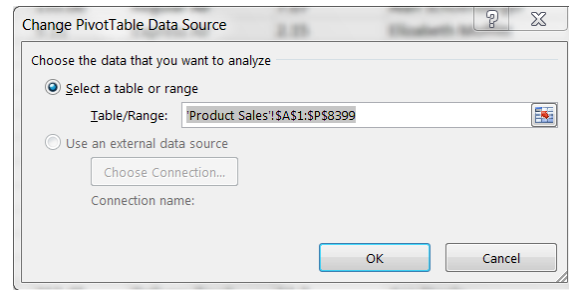 Change PivotTable Data Source
?
Choose the data that you want to analyze
Select a table or range
Table/Range: 'Product Sales'!$A$1:$P$8399
Use an external data source
Choose Connection...
Connection name:
OK Cancel